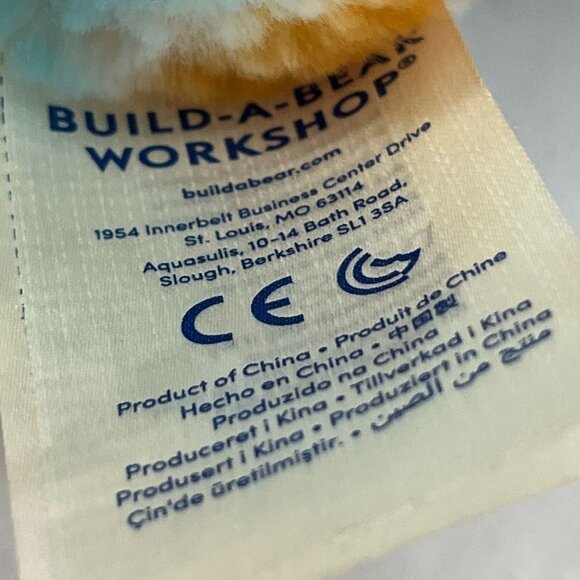 BUILD-A-BEAR
WORKSHOP®
buildabear.com
1954 Innerbelt Business Center Drive
St. Louis, MO 63114
Aquasulis, 10-14 Bath Road,
Slough, Berkshire SL1 3SA
CE
Product of China • Produit de Chine
Hecho en China • 中国製
Produzido na China
Produceret i Kina • Tillverkad i Kina
Produsert i Kina • Produziert in China
Çin'de üretilmiştir. • منتج من الصين